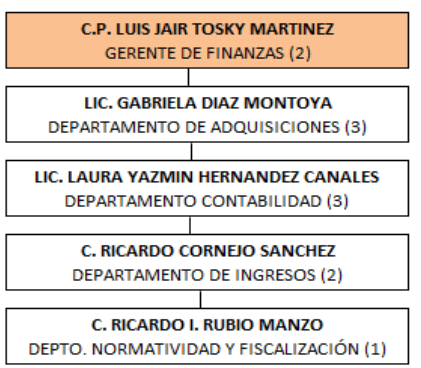 C.P. LUIS JAIR TOSKY MARTINEZ
GERENTE DE FINANZAS (2)
LIC. GABRIELA DIAZ MONTOYA
DEPARTAMENTO DE ADQUISICIONES (3)
LIC. LAURA YAZMIN HERNANDEZ CANALES
DEPARTAMENTO CONTABILIDAD (3)
C. RICARDO CORNEJO SANCHEZ
DEPARTAMENTO DE INGRESOS (2)
C. RICARDO I. RUBIO MANZO
DEPTO. NORMATIVIDAD Y FISCALIZACIÓN (1)